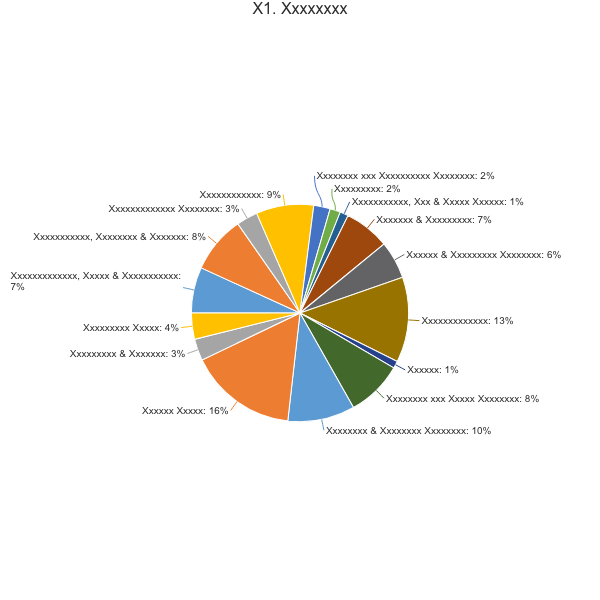 X1. Xxxxxxxx
Xxxxxxxx xxx Xxxxxxxxxx Xxxxxxxx: 2%
Xxxxxxxxx: 2%
Xxxxxxxxxxx, Xxx & Xxxxx Xxxxxx: 1%
Xxxxxxx & Xxxxxxxxx: 7%
Xxxxxx & Xxxxxxxxx Xxxxxxxx: 6%
Xxxxxxxxxxxxx: 13%
Xxxxxx: 1%
Xxxxxxxx xxx Xxxxx Xxxxxxxx: 8%
Xxxxxxxx & Xxxxxxxx Xxxxxxxx: 10%
Xxxxxx Xxxxx: 16%
Xxxxxxxxx & Xxxxxxx: 3%
Xxxxxxxxx Xxxxx: 4%
Xxxxxxxxxxxxx, Xxxxx & Xxxxxxxxxxx:
7%
Xxxxxxxxxxx, Xxxxxxxx & Xxxxxxx: 8%
Xxxxxxxxxxxxx Xxxxxxxx: 3%
Xxxxxxxxxxxx: 9%